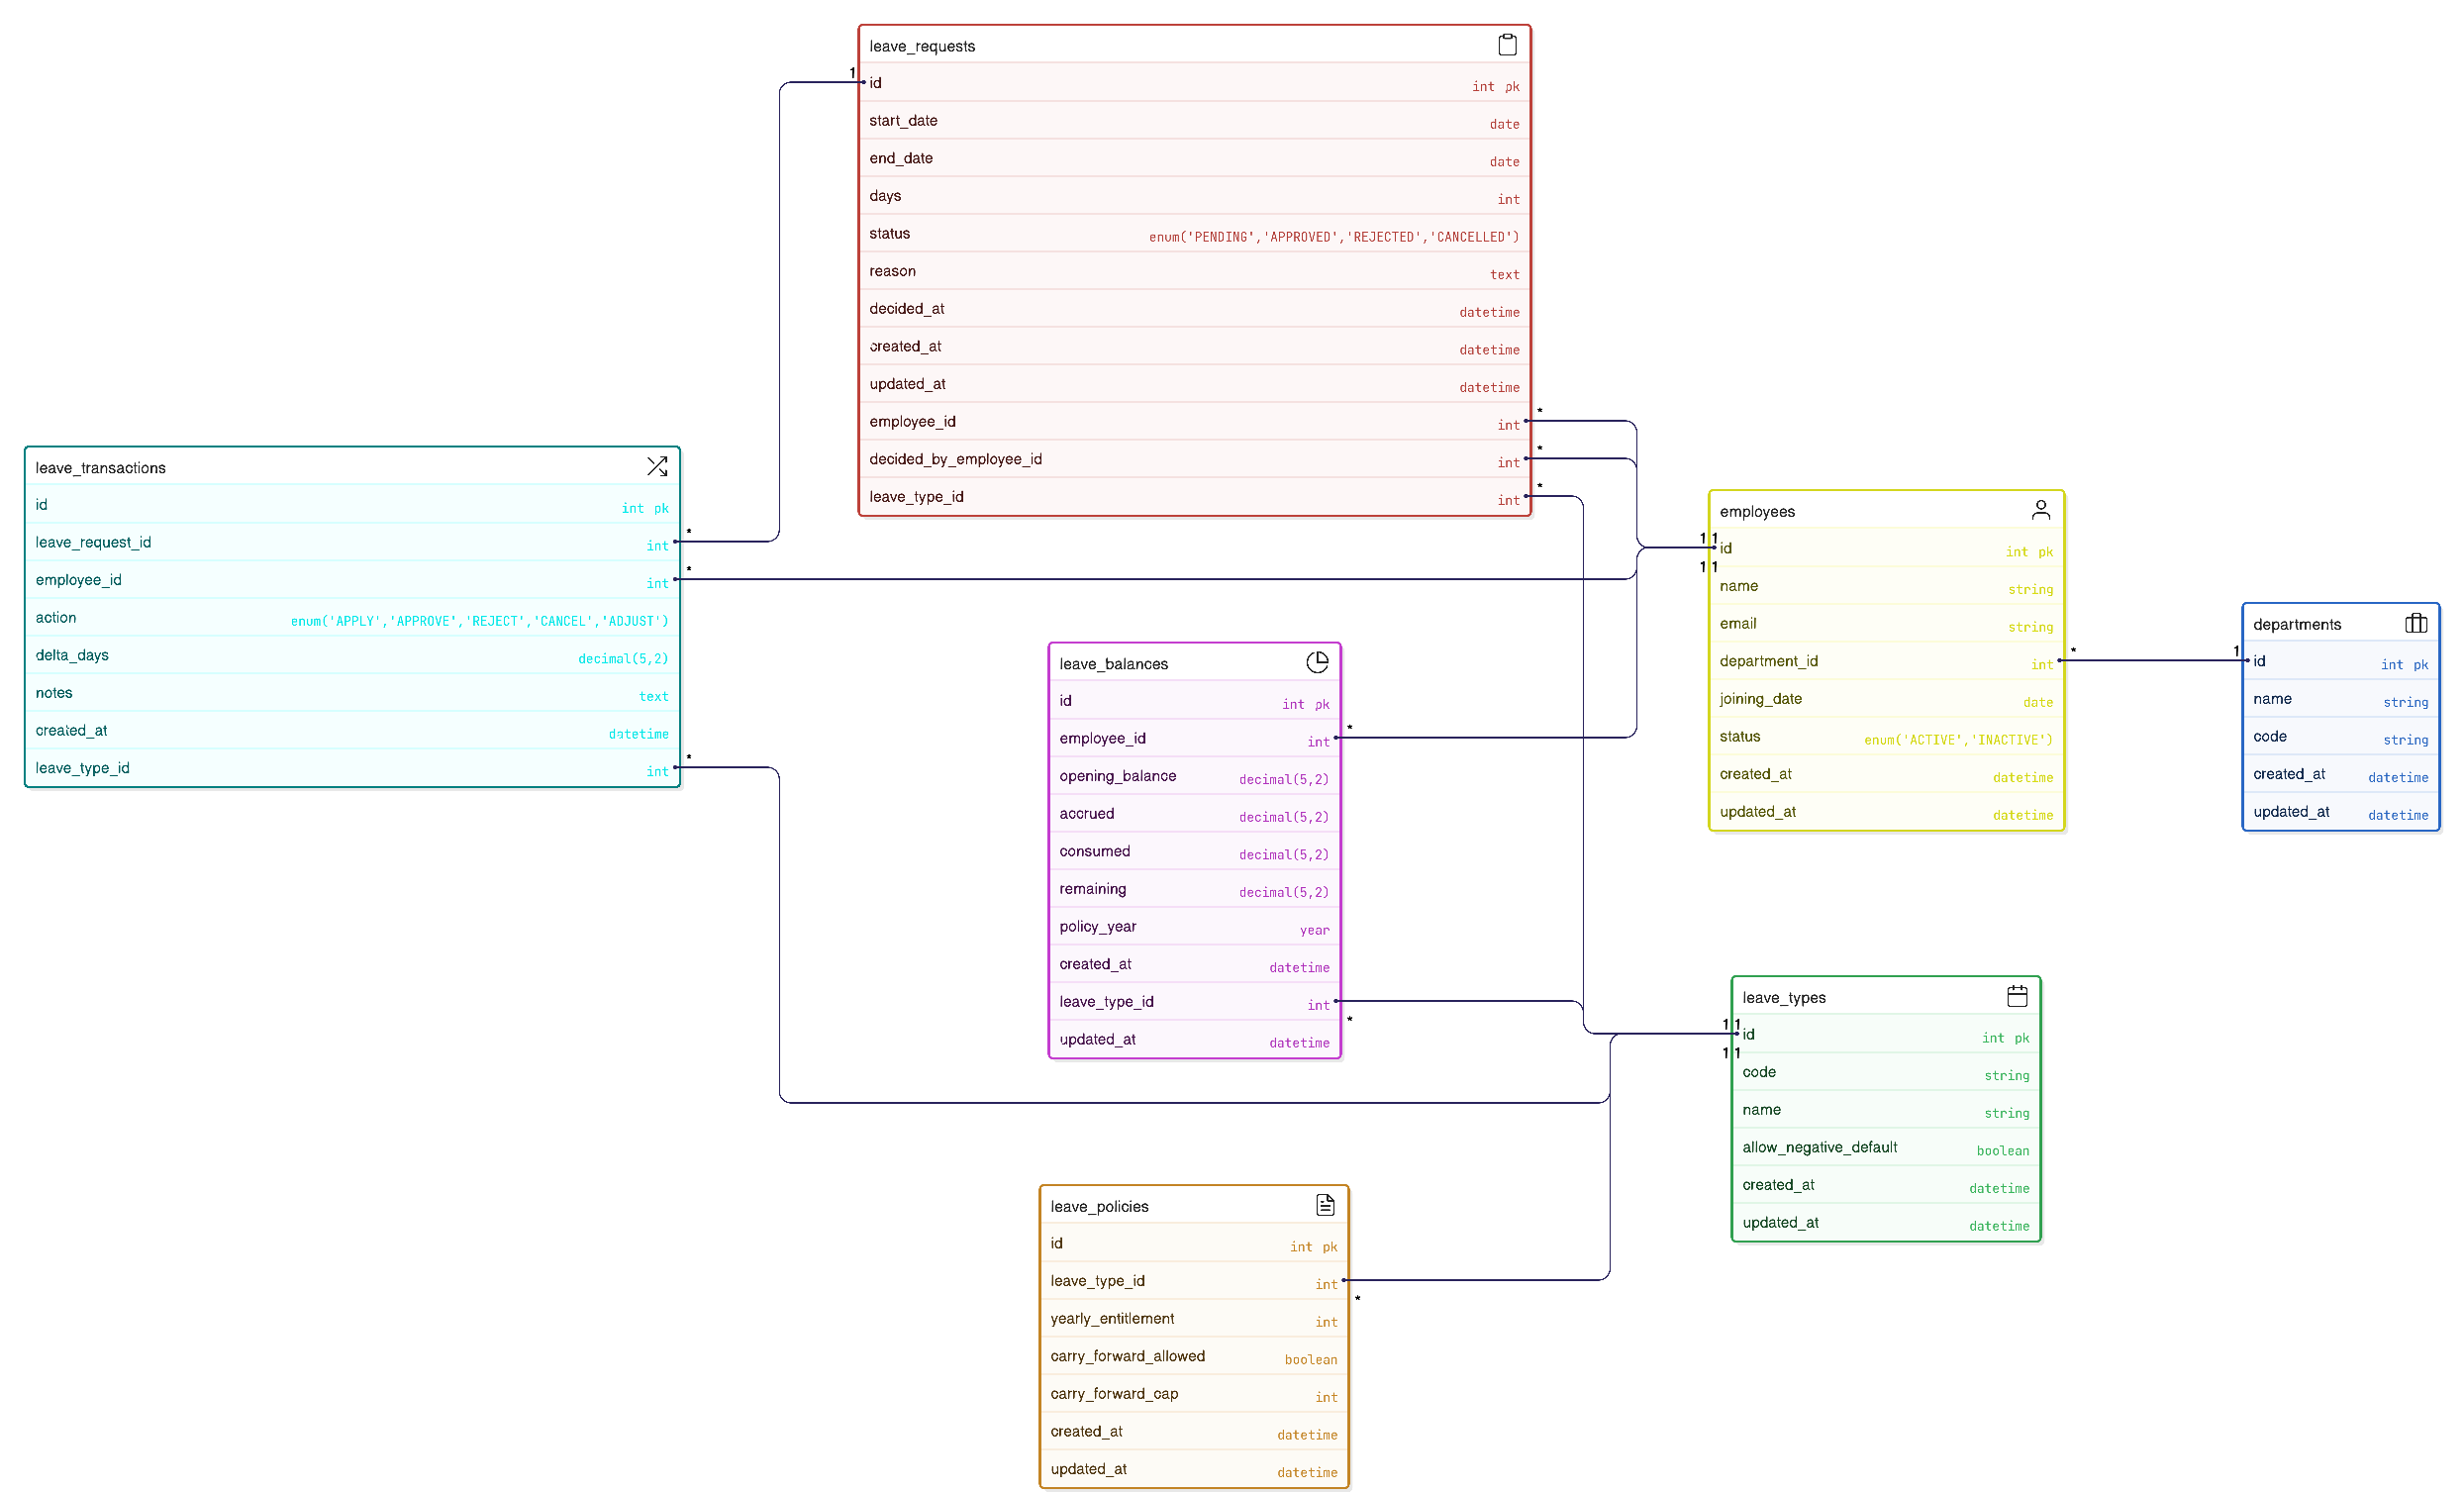 leave_requests
1
id int pk
start_date date
end_date date
days int
status enum('PENDING','APPROVED','REJECTED','CANCELLED')
reason text
decided_at datetime
created_at datetime
updated_at datetime
employee_id int *
decided_by_employee_id int *
leave_type_id int *
leave_transactions
id int pk
leave_request_id int *
employee_id int *
action enum('APPLY','APPROVE','REJECT','CANCEL','ADJUST')
delta_days decimal(5,2)
notes text
created_at datetime
leave_type_id int *
employees
1 1
id int pk
1 1
name string
email string
department_id int *
joining_date date
status enum('ACTIVE','INACTIVE')
created_at datetime
updated_at datetime
departments
1
id int pk
name string
code string
created_at datetime
updated_at datetime
leave_balances
id int pk
employee_id int *
opening_balance decimal(5,2)
accrued decimal(5,2)
consumed decimal(5,2)
remaining decimal(5,2)
policy_year year
created_at datetime
leave_type_id int *
updated_at datetime
leave_types
1 1
id int pk
1 1
code string
name string
allow_negative_default boolean
created_at datetime
updated_at datetime
leave_policies
id int pk
leave_type_id int *
yearly_entitlement int
carry_forward_allowed boolean
carry_forward_cap int
created_at datetime
updated_at datetime